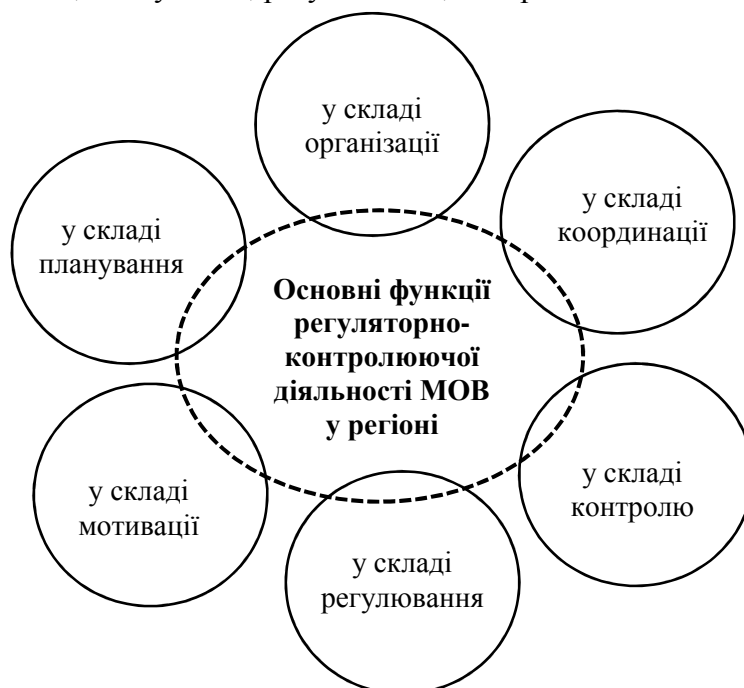 у складі
організації
у складі
координації
у складі
планування
Основні функції
регуляторно-
контролюючої
діяльності МОВ
у регіоні
у складі
контролю
у складі
мотивації
у складі
регулювання